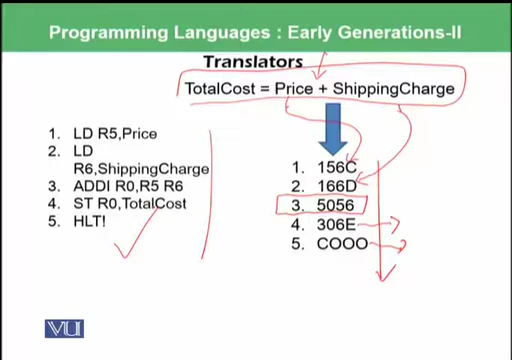 Programming Languages : Early Generations-II
Translators
TotalCost = Price + ShippingCharge
1. LD R5,Price
2. LD
R6,ShippingCharge
3. ADDI R0,R5 R6
4. ST R0,TotalCost
5. HLT!
1. 156C
2. 166D
3. 5056
4. 306E
5. COOO
VU